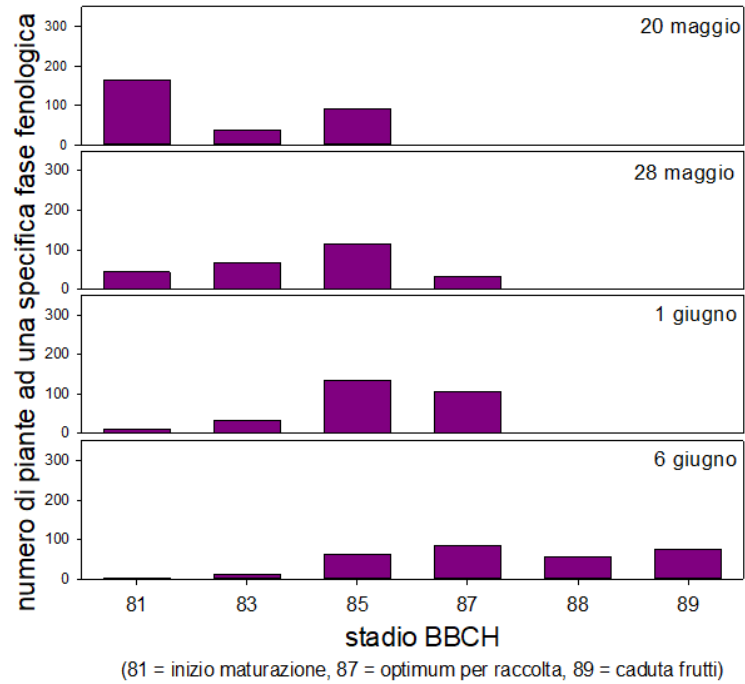 numero di piante ad una specifica fase fenologica
20 maggio
300
200
100
0
28 maggio
300
200
100
0
1 giugno
300
200
100
0
6 giugno
300
200
100
0
81 83 85 87 88 89
stadio BBCH
(81 = inizio maturazione, 87 = optimum per raccolta, 89 = caduta frutti)